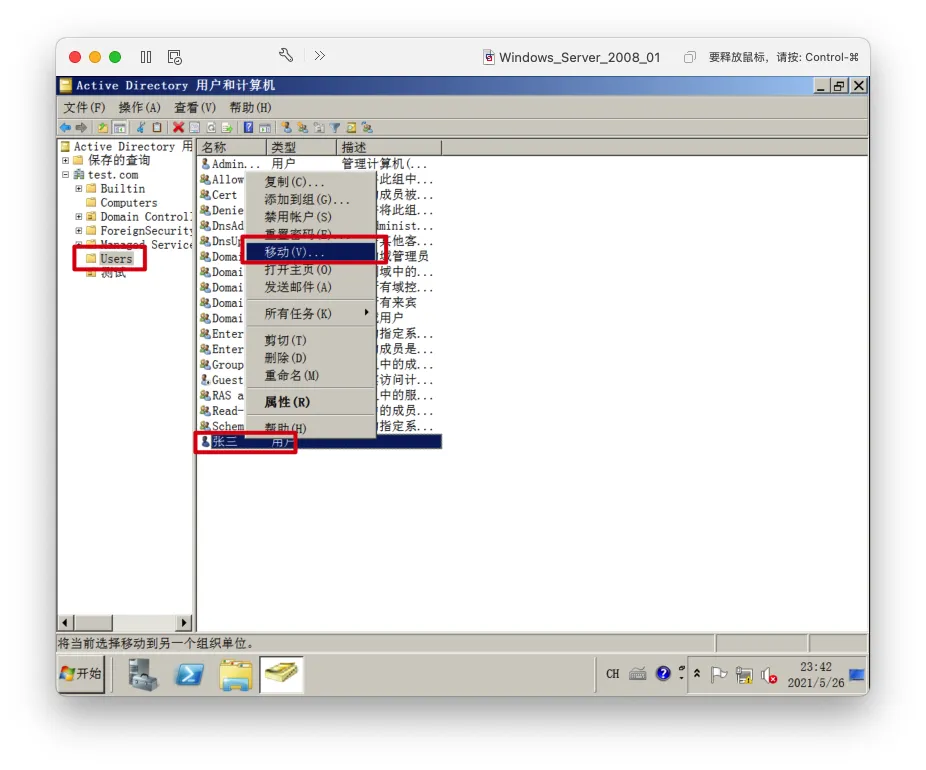 Windows_Server_2008_01 要释放鼠标，请按: Control-⌘
Active Directory 用户和计算机
文件(F) 操作(A) 查看(V) 帮助(H)
Active Directory 用
保存的查询
test.com
Builtin
Computers
Domain Control
ForeignSecurity
Managed Service
Users
测试
名称 类型 描述
Admin... 用户 管理计算机(...
Allow 此组中...
Cert 成员被...
Denie 将此组...
DnsAd minist...
DnsUp 其他客...
Domai 域管理员
Domai 域中的...
Domai 有域控...
Domai 有来宾
Domai 用户
Enter 指定系...
Enter 成员是...
Group 中的成...
Guest 访问计...
RAS a 中的服...
Read- 的成员...
Schem 指定系...
张三 用户
复制(C)...
添加到组(G)...
禁用帐户(S)
重置密码(E)...
移动(V)...
打开主页(O)
发送邮件(A)
所有任务(K)
剪切(T)
删除(D)
重命名(M)
属性(R)
帮助(H)
将当前选择移动到另一个组织单位。
开始
CH
23:42
2021/5/26